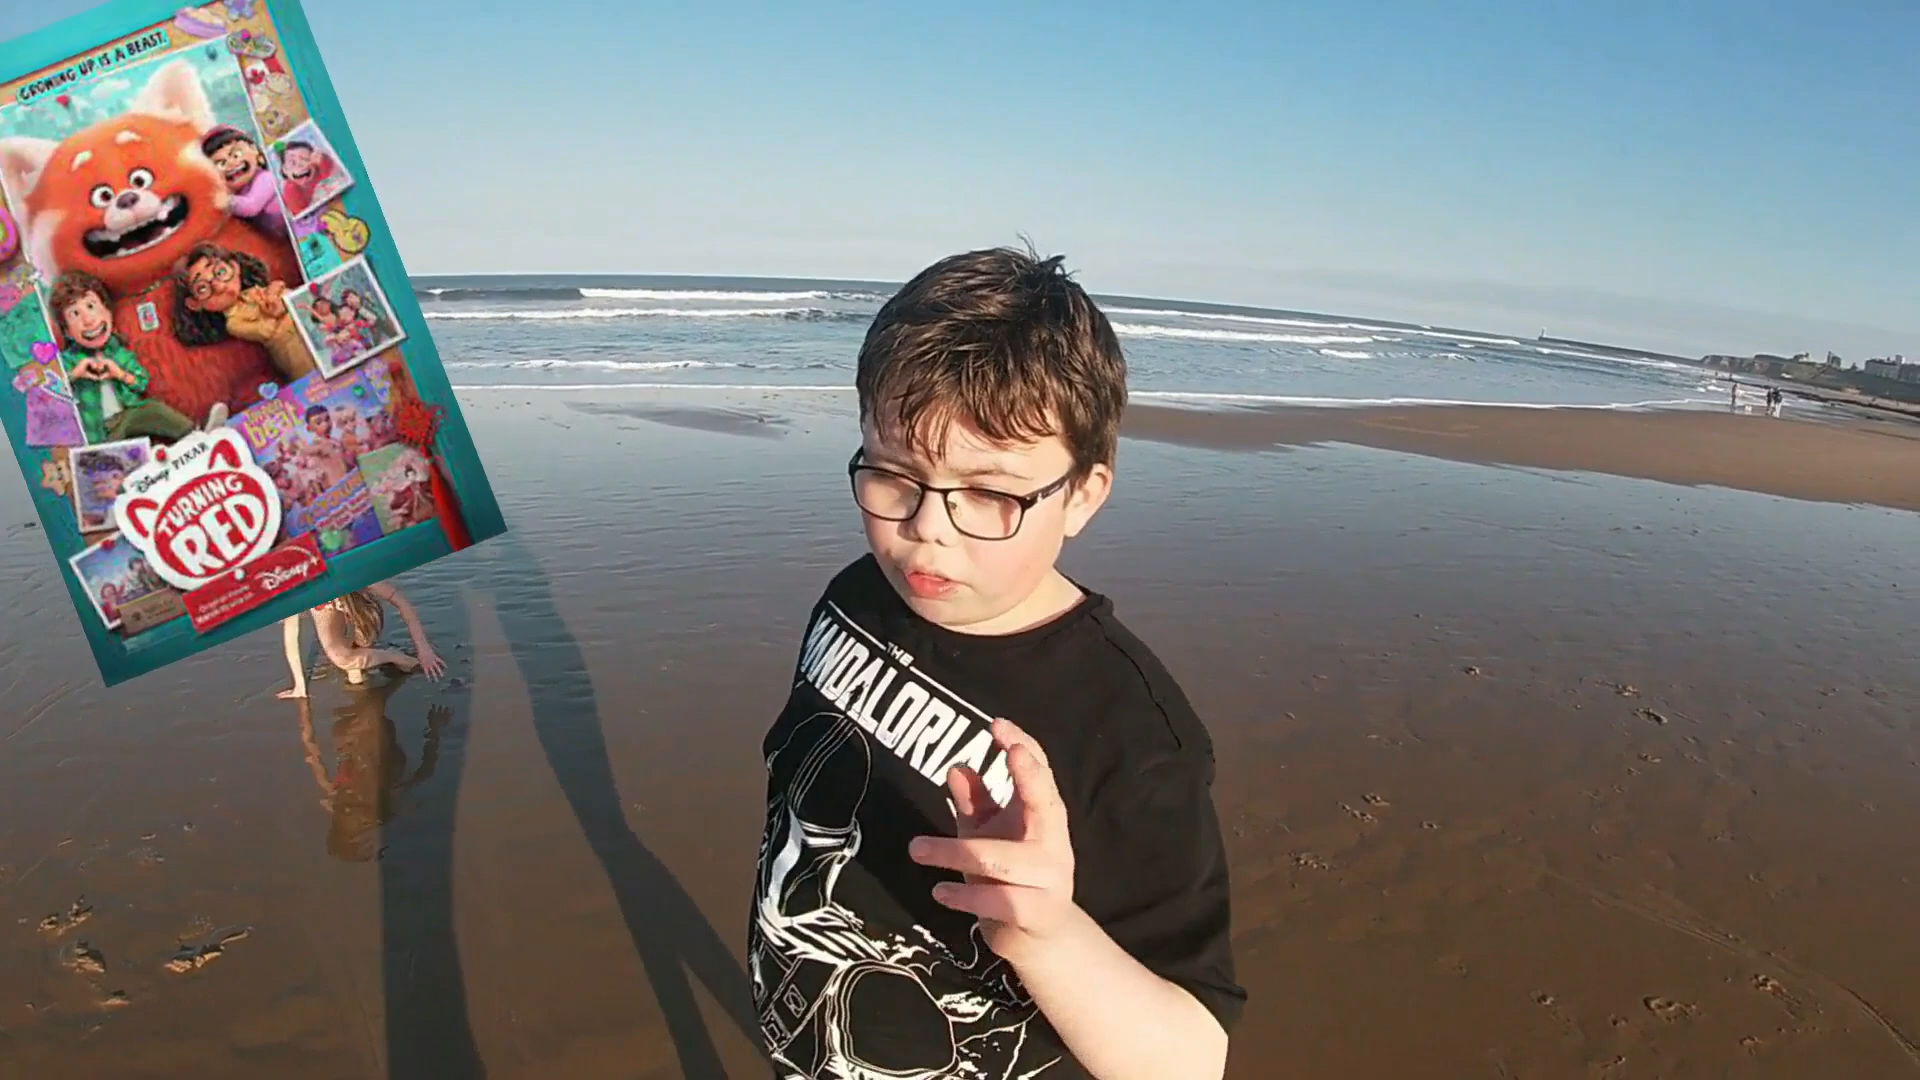 GROWING UP IS A BEAST.
Disney PIXAR
TURNING
RED
Disney+
THE
MANDALORIAN